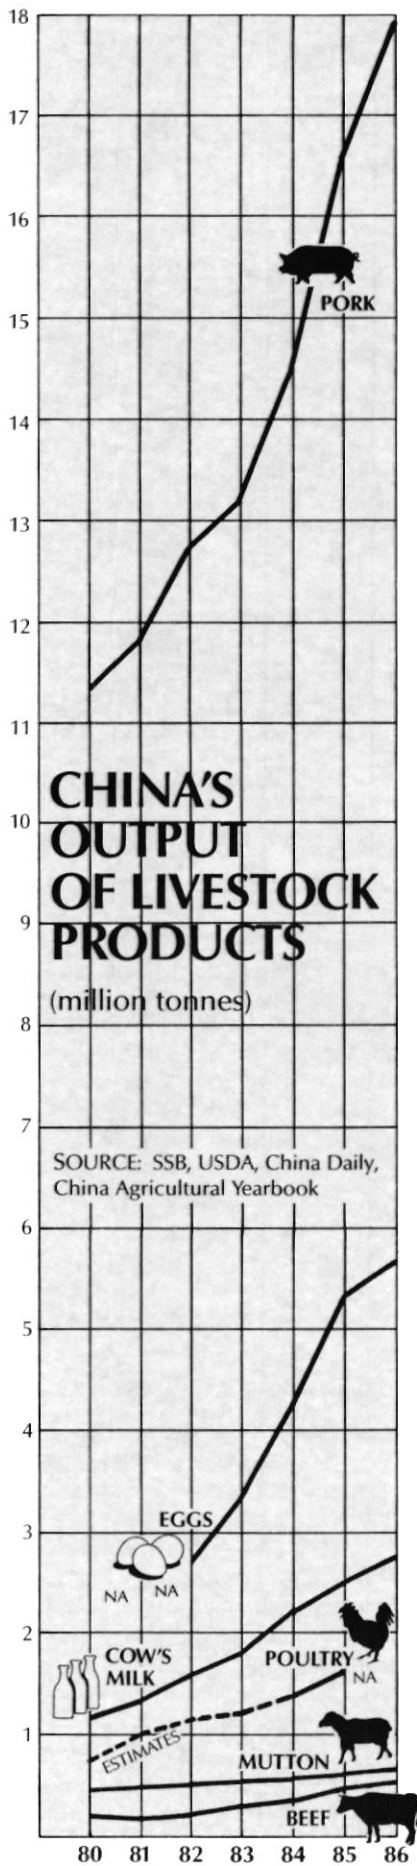 18
17
16
PORK
15
14
13
12
11
CHINA'S
10
OUTPUT
OF LIVESTOCK
9
PRODUCTS
(million tonnes)
8
7
SOURCE: SSB, USDA, China Daily,
China Agricultural Yearbook
6
5
4
EGGS
3
NA NA
2
COW'S
MILK
POULTRY
NA
1
ESTIMATES
MUTTON
BEEF
80 81 82 83 84 85 86